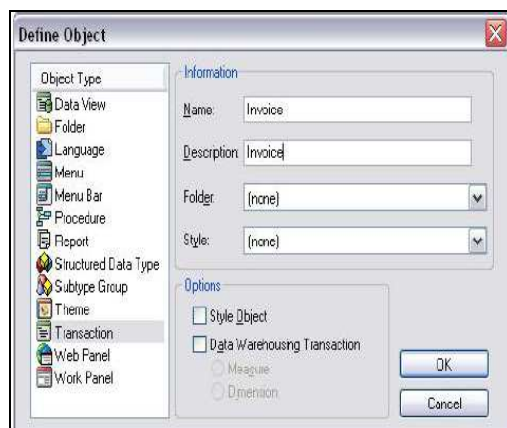 Define Object
Object Type
Data View
Folder
Language
Menu
Menu Bar
Procedure
Report
Structured Data Type
Subtype Group
Theme
Transaction
Web Panel
Work Panel
Information
Name: Invoice
Description: Invoice
Folder: (none)
Style: (none)
Options
Style Object
Data Warehousing Transaction
Measure
Dimension
OK
Cancel